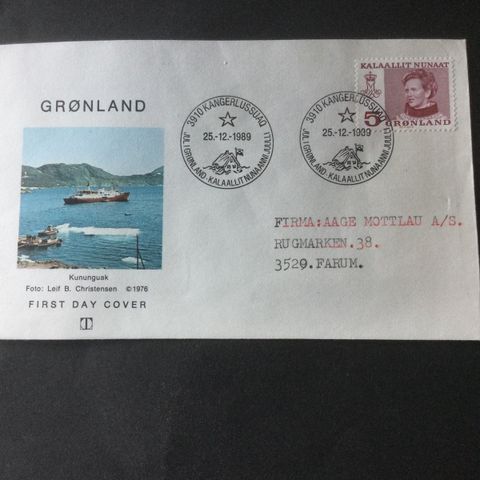 GRØNLAND
Kununguak
Foto: Leif B. Christensen ©1976
FIRST DAY COVER
3910 KANGERLUSSUAQ
25.-12.-1989
JUL I GRØNLAND · KALAALLIT NUNAANNI JUULLI
3910 KANGERLUSSUAQ
25.-12.-1989
JUL I GRØNLAND · KALAALLIT NUNAANNI JUULLI
KALAALLIT NUNAAT
5
GRØNLAND
FIRMA:AAGE MOTTLAU A/S.
RUGMARKEN.38.
3529.FARUM.